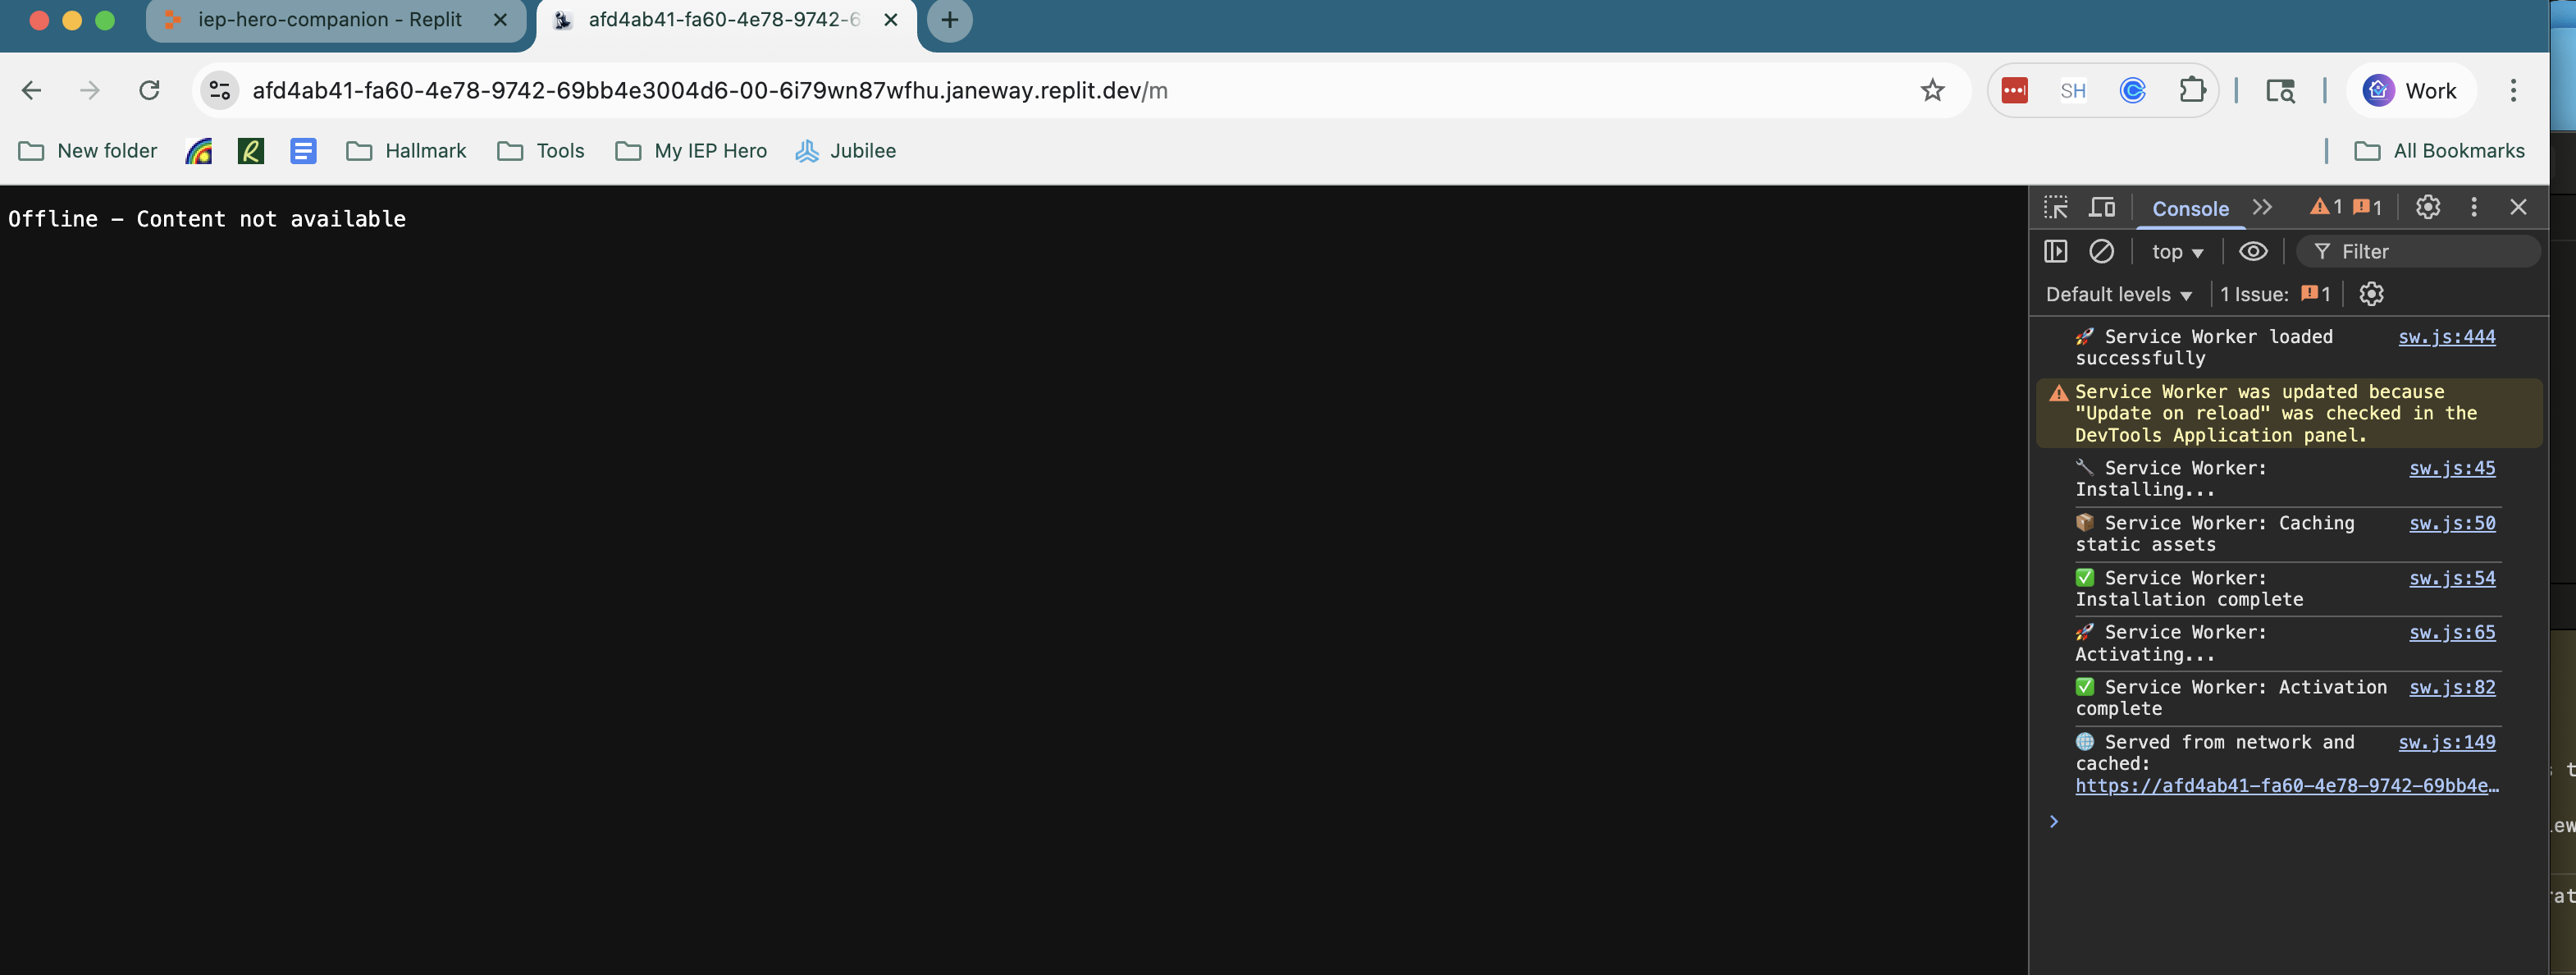 iep-hero-companion - Replit
afd4ab41-fa60-4e78-9742-6
afd4ab41-fa60-4e78-9742-69bb4e3004d6-00-6i79wn87wfhu.janeway.replit.dev/m
SH
Work
New folder
R
Hallmark
Tools
My IEP Hero
Jubilee
All Bookmarks
Offline – Content not available
Console
1
1
top
Filter
Default levels
1 Issue:
1
🚀 Service Worker loaded sw.js:444
successfully
Service Worker was updated because
"Update on reload" was checked in the
DevTools Application panel.
🔧 Service Worker: sw.js:45
Installing...
📦 Service Worker: Caching sw.js:50
static assets
✅ Service Worker: sw.js:54
Installation complete
🚀 Service Worker: sw.js:65
Activating...
✅ Service Worker: Activation sw.js:82
complete
🌐 Served from network and sw.js:149
cached:
https://afd4ab41-fa60-4e78-9742-69bb4e…